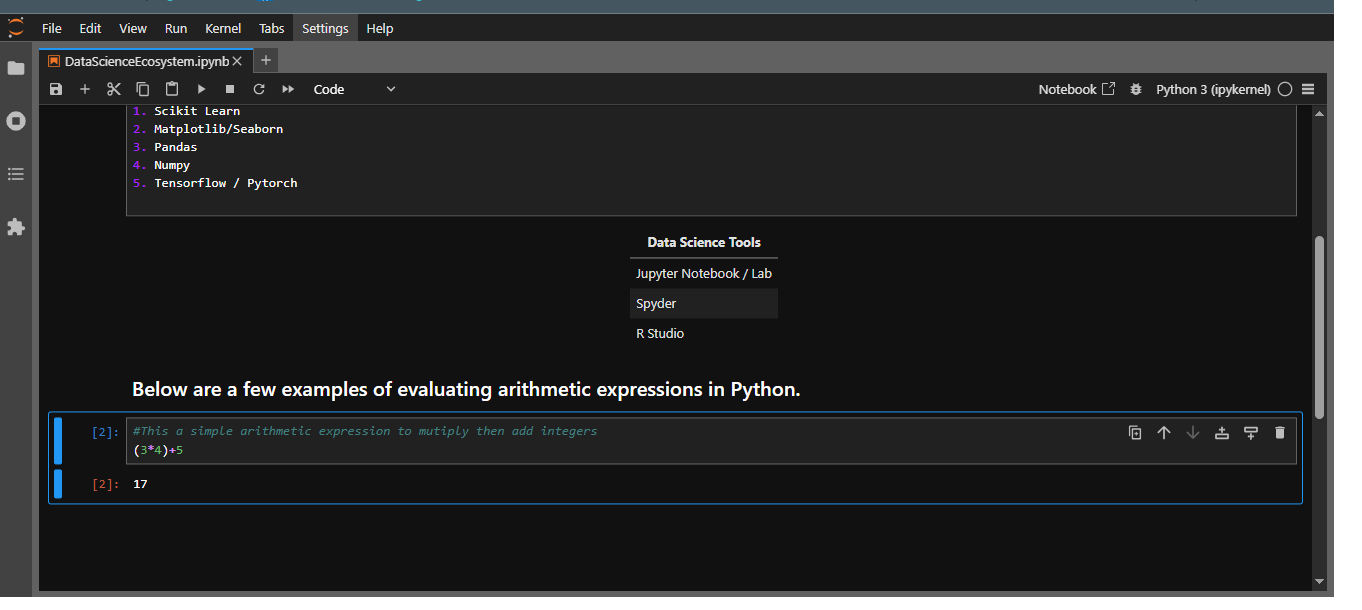 File Edit View Run Kernel Tabs Settings Help
DataScienceEcosystem.ipynb
Code Notebook Python 3 (ipykernel)
1. Scikit Learn
2. Matplotlib/Seaborn
3. Pandas
4. Numpy
5. Tensorflow / Pytorch
Data Science Tools
Jupyter Notebook / Lab
Spyder
R Studio
Below are a few examples of evaluating arithmetic expressions in Python.
[2]: #This a simple arithmetic expression to mutiply then add integers
(3*4)+5
[2]: 17